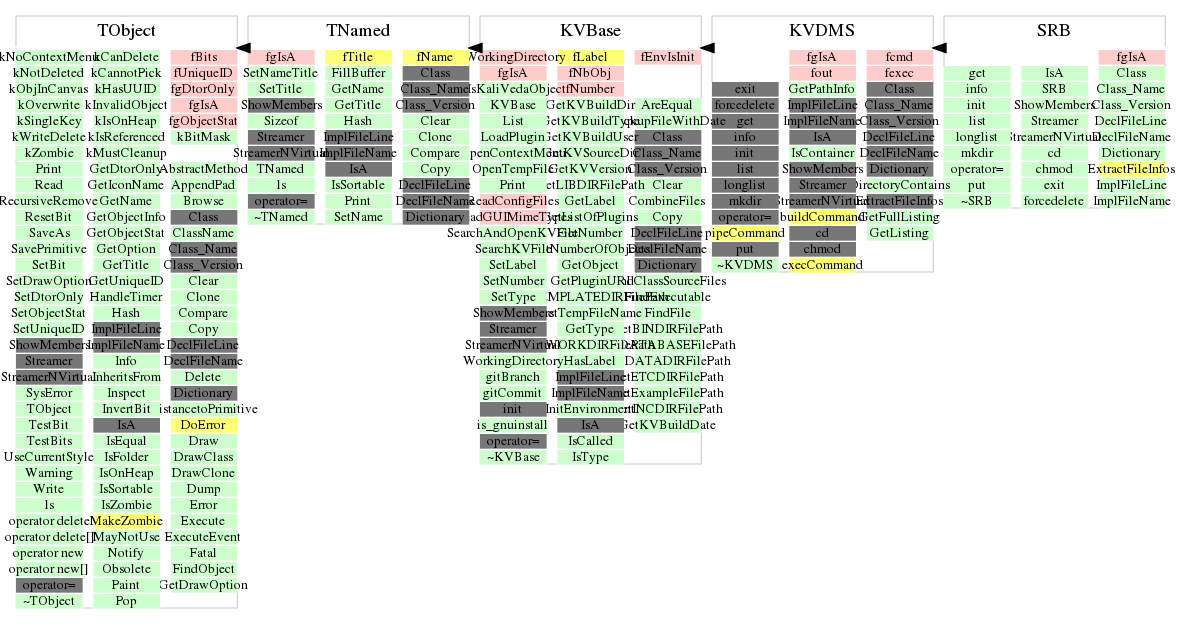 TObject
kNoContextMenu
kNotDeleted
kObjInCanvas
kOverwrite
kSingleKey
kWriteDelete
kZombie
Print
Read
RecursiveRemove
ResetBit
SaveAs
SavePrimitive
SetBit
SetDrawOption
SetDtorOnly
SetObjectStat
SetUniqueID
ShowMembers
Streamer
StreamerNVirtual
SysError
TObject
TestBit
TestBits
UseCurrentStyle
Warning
Write
ls
operator delete
operator delete[]
operator new
operator new[]
operator=
~TObject
kCanDelete
kCannotPick
kHasUUID
kInvalidObject
kIsOnHeap
kIsReferenced
kMustCleanup
GetDtorOnly
GetIconName
GetName
GetObjectInfo
GetObjectStat
GetOption
GetTitle
GetUniqueID
HandleTimer
Hash
ImplFileLine
ImplFileName
Info
InheritsFrom
Inspect
InvertBit
IsA
IsEqual
IsFolder
IsOnHeap
IsSortable
IsZombie
MakeZombie
MayNotUse
Notify
Obsolete
Paint
Pop
fBits
fUniqueID
fgDtorOnly
fgIsA
fgObjectStat
kBitMask
AbstractMethod
AppendPad
Browse
Class
ClassName
Class_Name
Class_Version
Clear
Clone
Compare
Copy
DeclFileLine
DeclFileName
Delete
Dictionary
istancetoPrimitive
DoError
Draw
DrawClass
DrawClone
Dump
Error
Execute
ExecuteEvent
Fatal
FindObject
GetDrawOption
TNamed
fgIsA
SetNameTitle
SetTitle
ShowMembers
Sizeof
Streamer
StreamerNVirtual
TNamed
ls
operator=
~TNamed
fTitle
FillBuffer
GetName
GetTitle
Hash
ImplFileLine
ImplFileName
IsA
IsSortable
Print
SetName
fName
Class
Class_Name
Class_Version
Clear
Clone
Compare
Copy
DeclFileLine
DeclFileName
Dictionary
KVBase
WorkingDirectory
fgIsA
IsKaliVedaObject
KVBase
List
LoadPlugin
OpenContextMenu
OpenTempFile
Print
ReadConfigFiles
GUIMimeTypes
SearchAndOpenKVFile
SearchKVFile
SetLabel
SetNumber
SetType
ShowMembers
Streamer
StreamerNVirtual
WorkingDirectory
gitBranch
gitCommit
init
is_gnuinstall
operator=
~KVBase
fLabel
fNbObj
fNumber
GetKVBuildDir
GetKVBuildType
GetKVBuildUser
GetKVSourceDir
GetLIBDIRFilePath
GetLabel
GetListOfPlugins
GetNumber
GetNumberOfObjects
GetObject
GetPluginURI
GetTempFileName
GetType
WORKDIRFilePath
HasLabel
ImplFileLine
ImplFileName
InitEnvironment
IsA
IsCalled
IsType
fEnvIsInit
AreEqual
BackupFileWithDate
Class
Class_Name
Class_Version
Clear
CombineFiles
Copy
DeclFileLine
DeclFileName
Dictionary
ClassSourceFiles
FindExecutable
FindFile
etBINDIRFilePath
DATABASEFilePath
DATADIRFilePath
etETCDIRFilePath
etExampleFilePath
etINCDIRFilePath
GetKVBuildDate
KVDMS
exit
forcedelete
get
info
init
list
longlist
mkdir
operator=
pipeCommand
put
~KVDMS
fgIsA
fout
GetPathInfo
ImplFileLine
ImplFileName
IsA
IsContainer
ShowMembers
Streamer
StreamerNVirtual
buildCommand
cd
chmod
execCommand
fcmd
fexec
Class
Class_Name
Class_Version
DeclFileLine
DeclFileName
Dictionary
DirectoryContains
ExtractFileInfos
GetFullListing
GetListing
SRB
get
info
init
list
longlist
mkdir
operator=
put
~SRB
IsA
SRB
ShowMembers
Streamer
StreamerNVirtual
cd
chmod
exit
forcedelete
fgIsA
Class
Class_Name
Class_Version
DeclFileLine
DeclFileName
Dictionary
ExtractFileInfos
ImplFileLine
ImplFileName